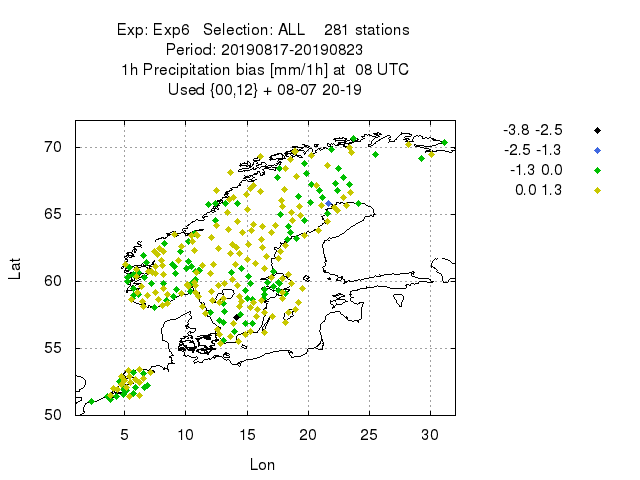 Exp: Exp6 Selection: ALL 281 stations
Period: 20190817-20190823
1h Precipitation bias [mm/1h] at 08 UTC
Used {00,12} + 08-07 20-19
-3.8 -2.5
-2.5 -1.3
-1.3 0.0
0.0 1.3
70
65
60
55
50
Lat
5 10 15 20 25 30
Lon